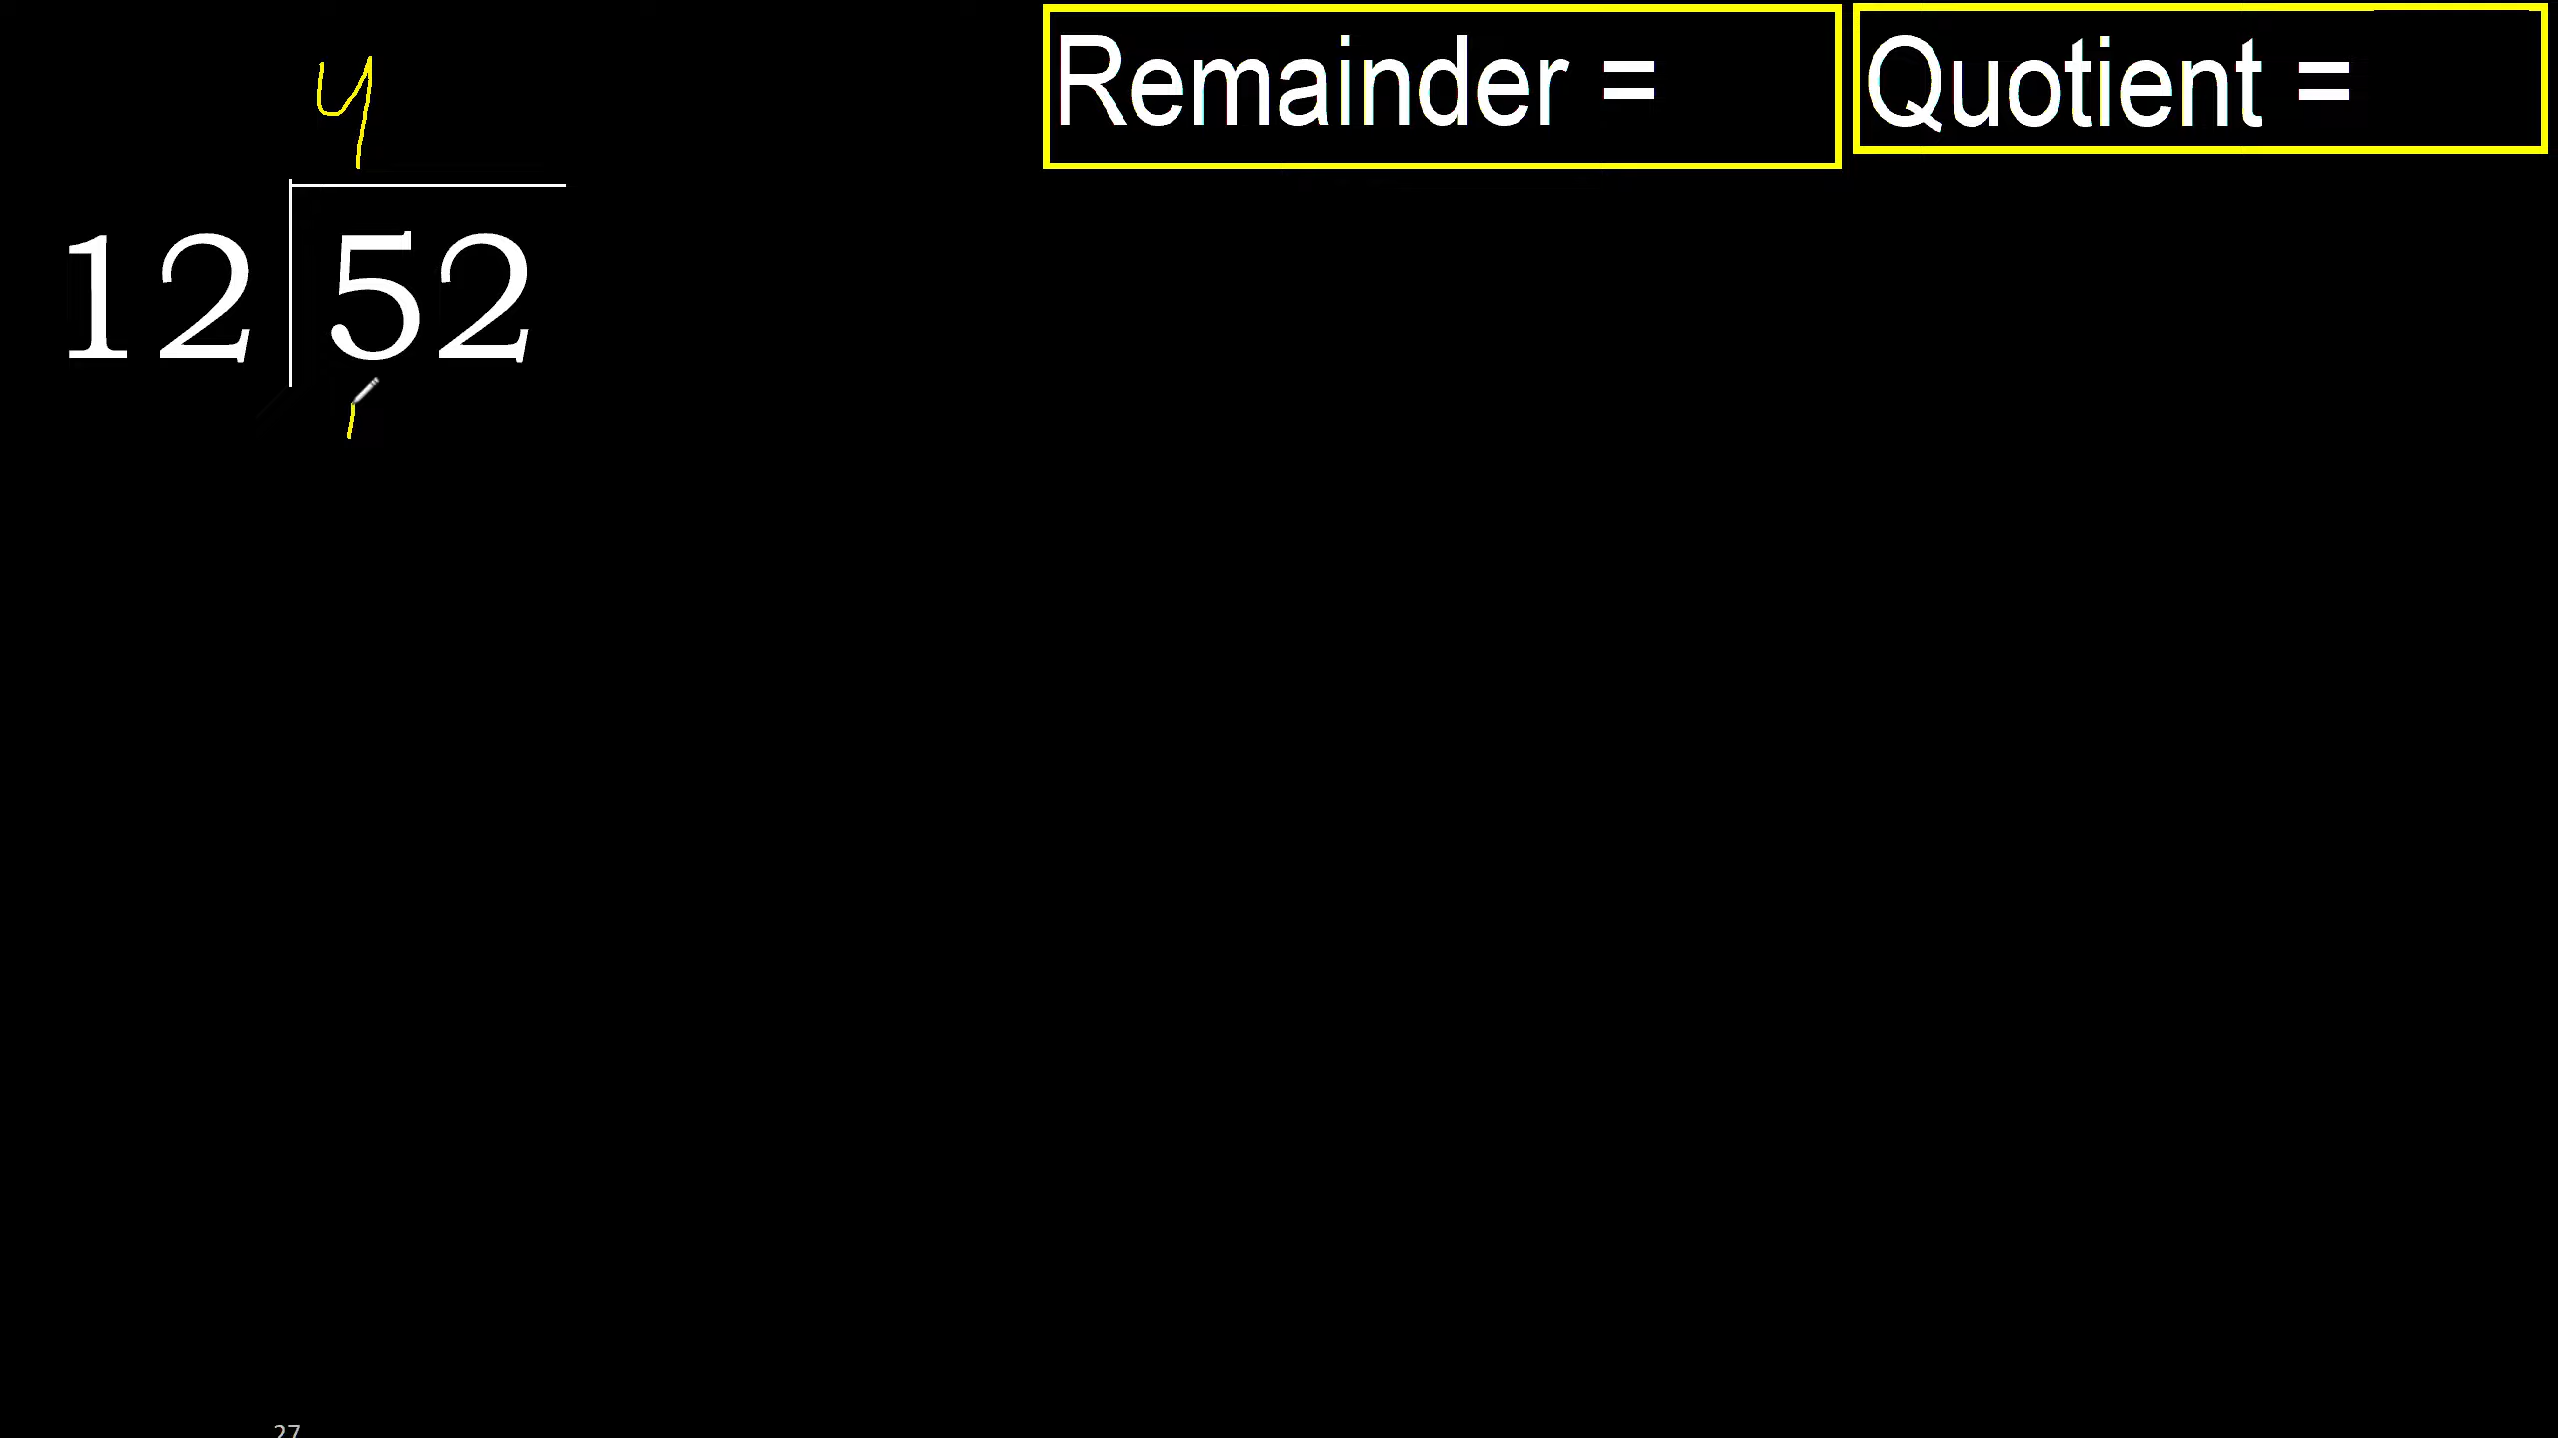 4
12 52
Remainder =
Quotient =